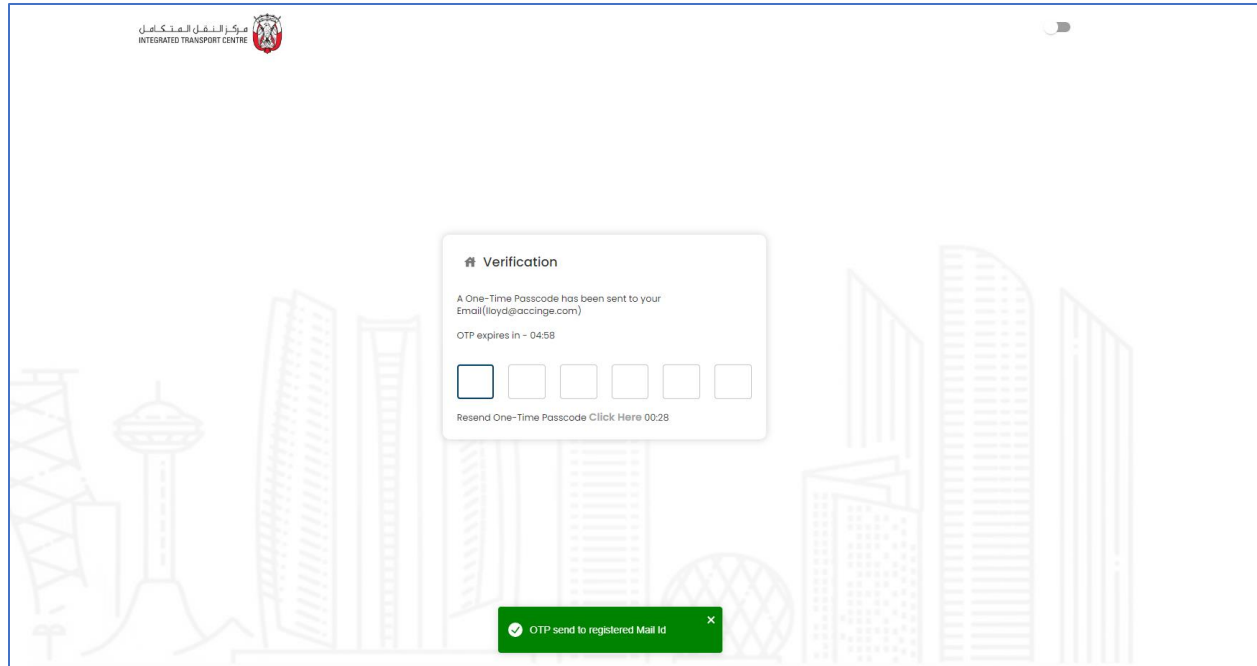 مركز النقل المتكامل
INTEGRATED TRANSPORT CENTRE
Verification
A One-Time Passcode has been sent to your
Email(lloyd@accinge.com)
OTP expires in - 04:58
Resend One-Time Passcode Click Here 00:28
OTP send to registered Mail Id